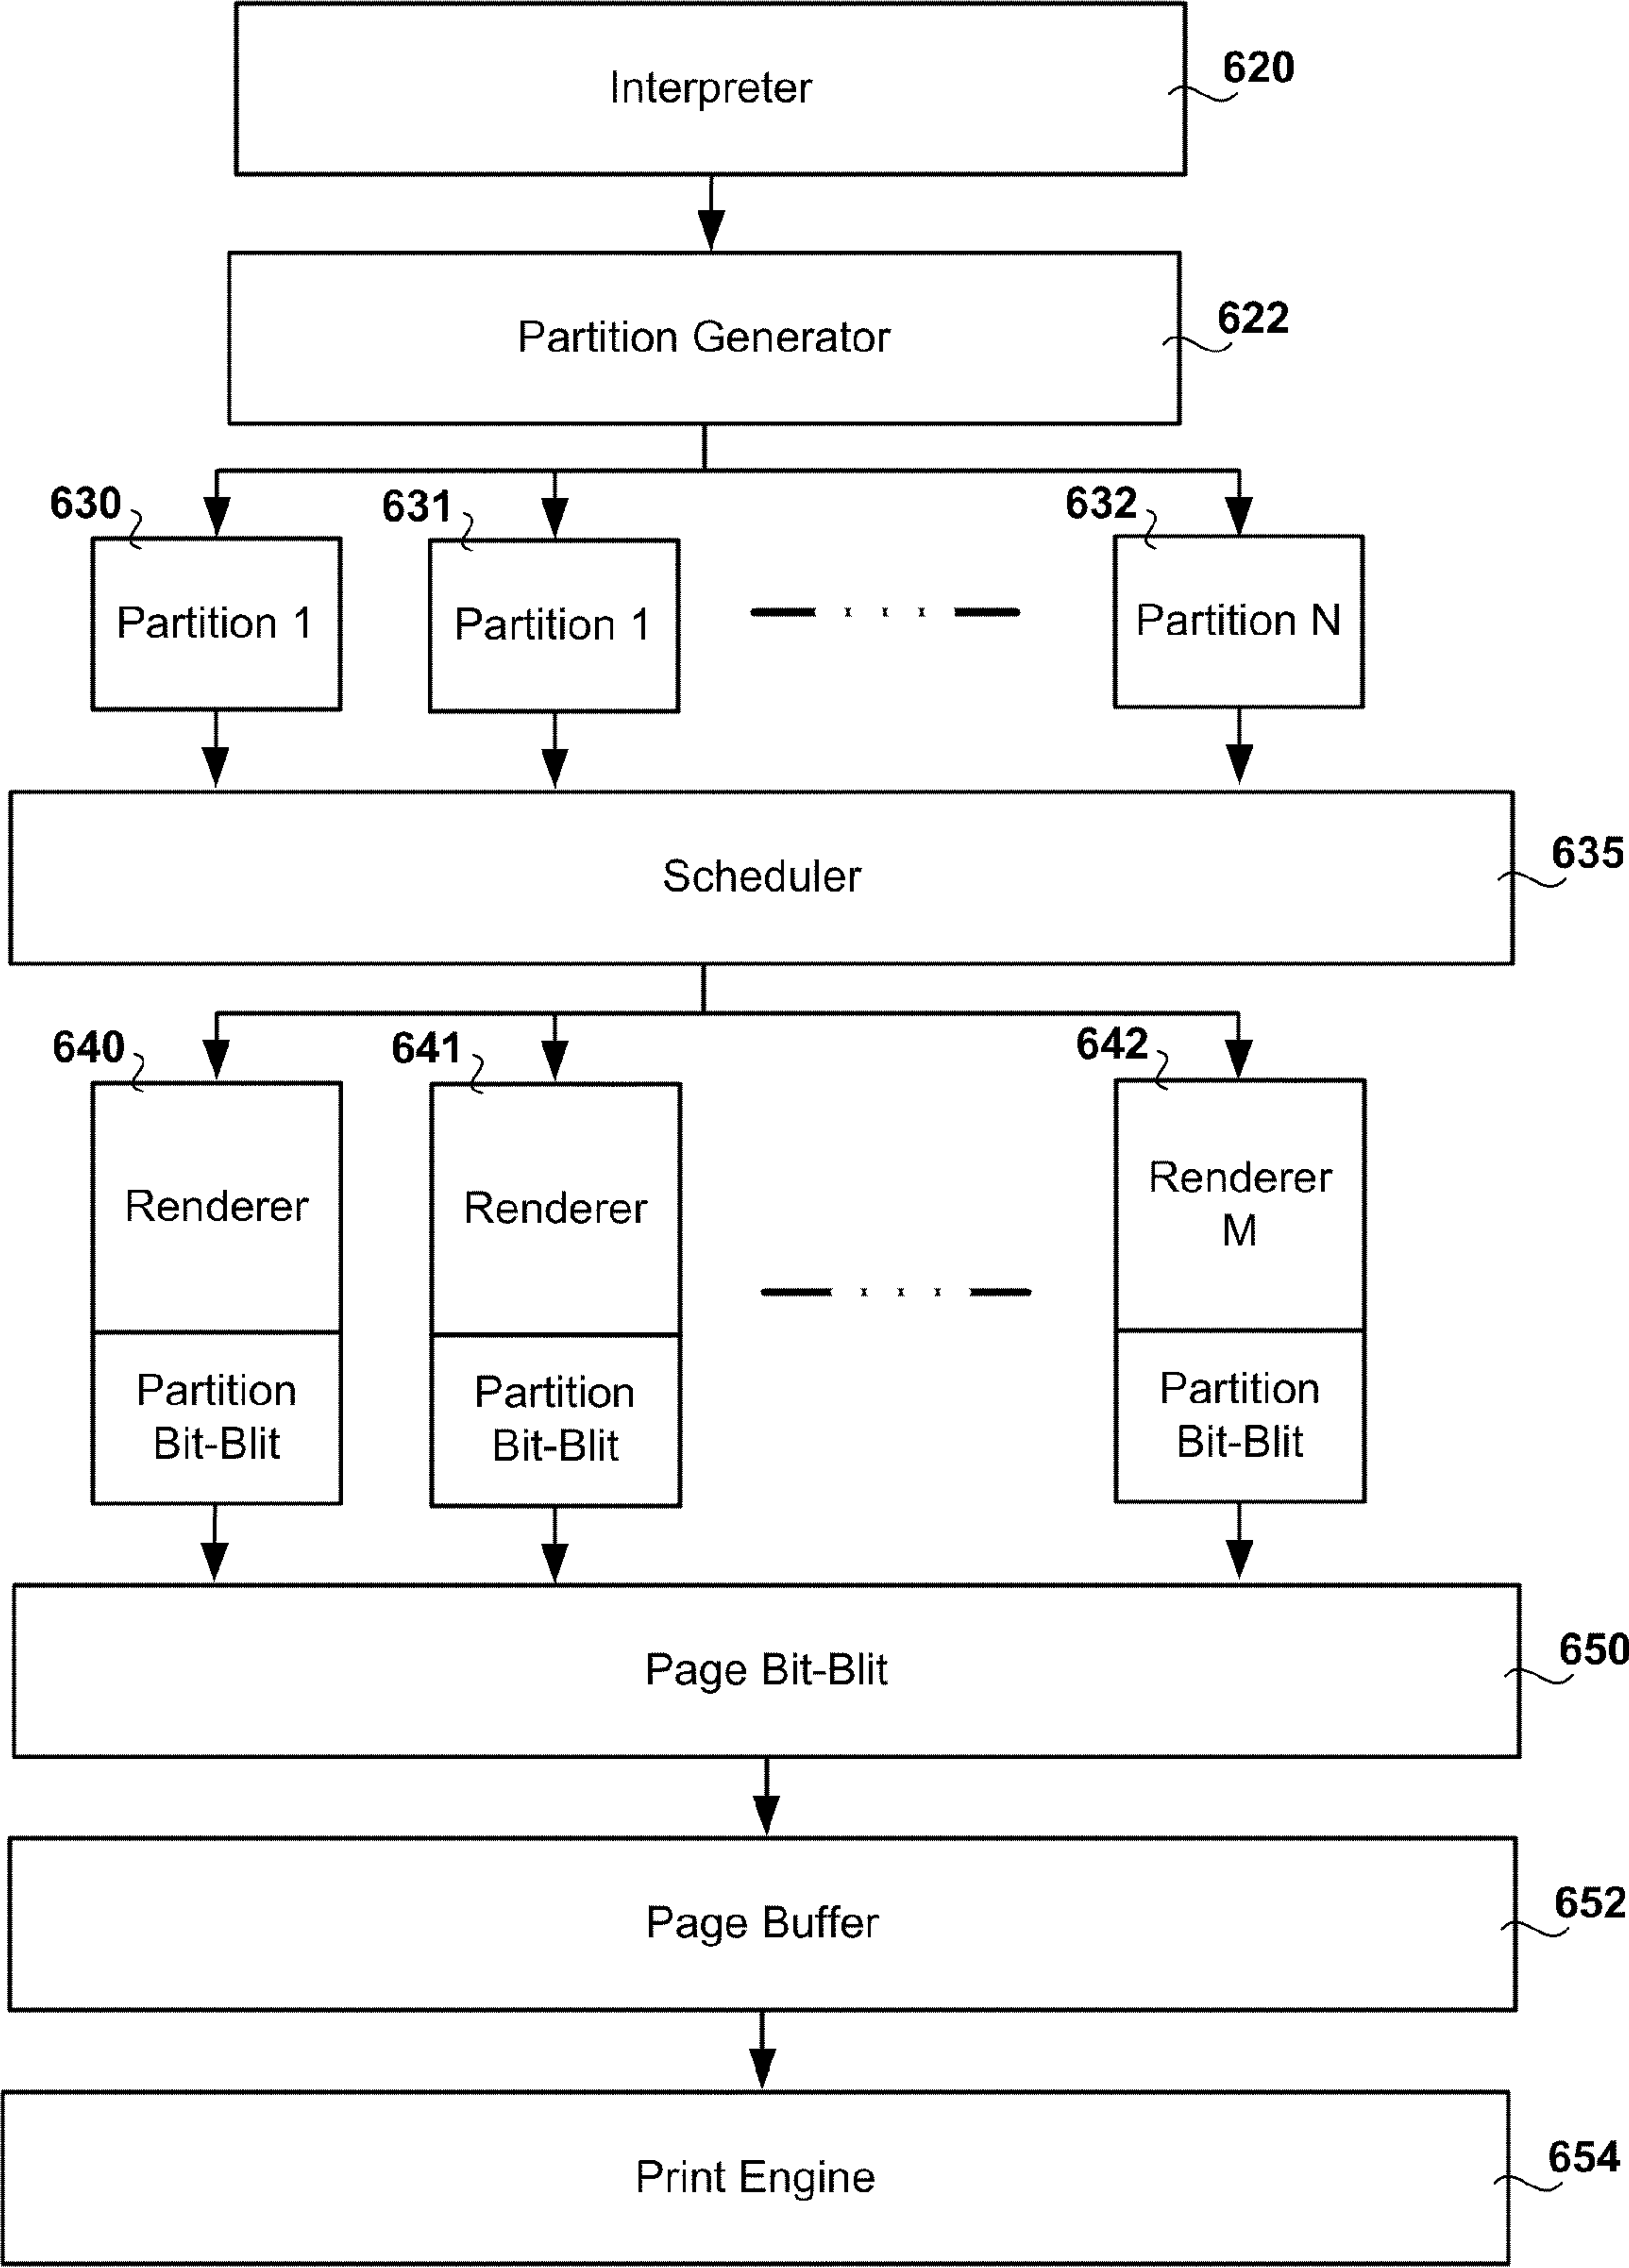 Interpreter
620
Partition Generator
622
630
631
632
Partition 1
Partition 1
Partition N
Scheduler
635
640
641
642
Renderer
Renderer
Renderer
M
Partition
Bit-Blit
Partition
Bit-Blit
Partition
Bit-Blit
Page Bit-Blit
650
Page Buffer
652
Print Engine
654